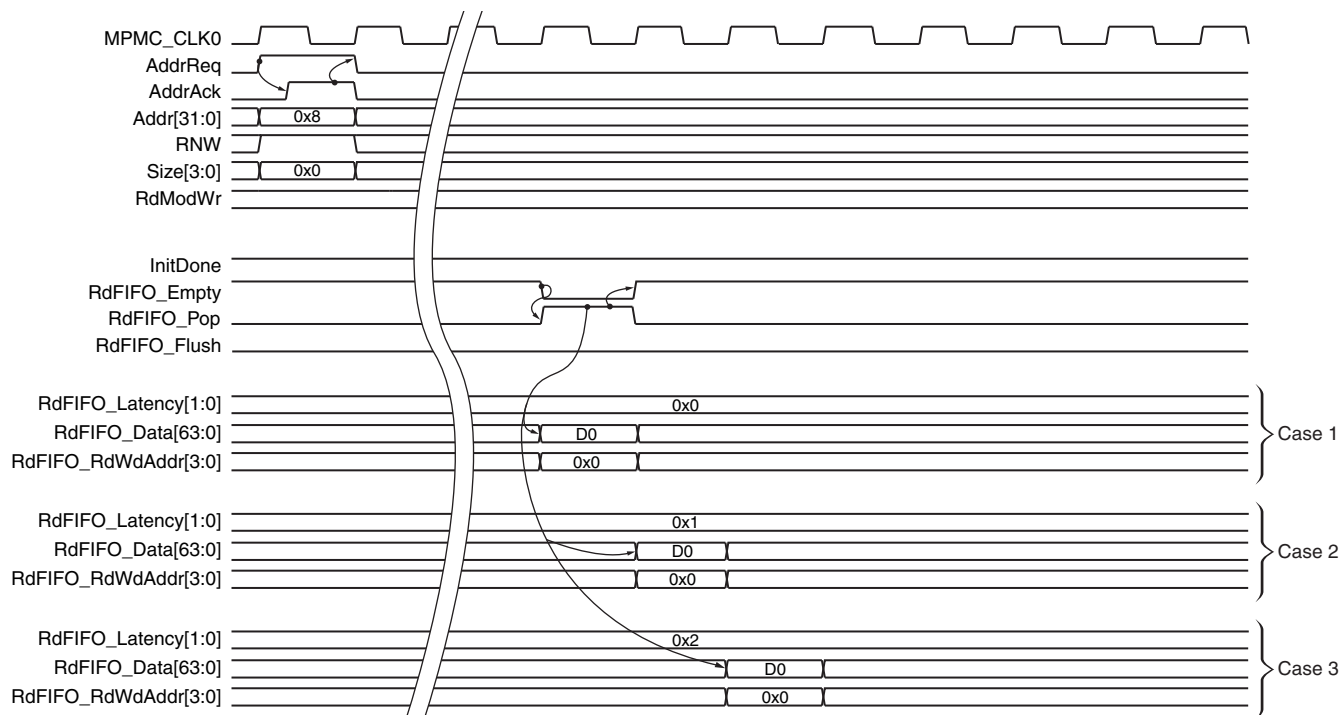 MPMC_CLK0
AddrReq
AddrAck
Addr[31:0] 0x8
RNW
Size[3:0] 0x0
RdModWr
InitDone
RdFIFO_Empty
RdFIFO_Pop
RdFIFO_Flush
RdFIFO_Latency[1:0] 0x0
RdFIFO_Data[63:0] D0 Case 1
RdFIFO_RdWdAddr[3:0] 0x0
RdFIFO_Latency[1:0] 0x1
RdFIFO_Data[63:0] D0 Case 2
RdFIFO_RdWdAddr[3:0] 0x0
RdFIFO_Latency[1:0] 0x2
RdFIFO_Data[63:0] D0 Case 3
RdFIFO_RdWdAddr[3:0] 0x0